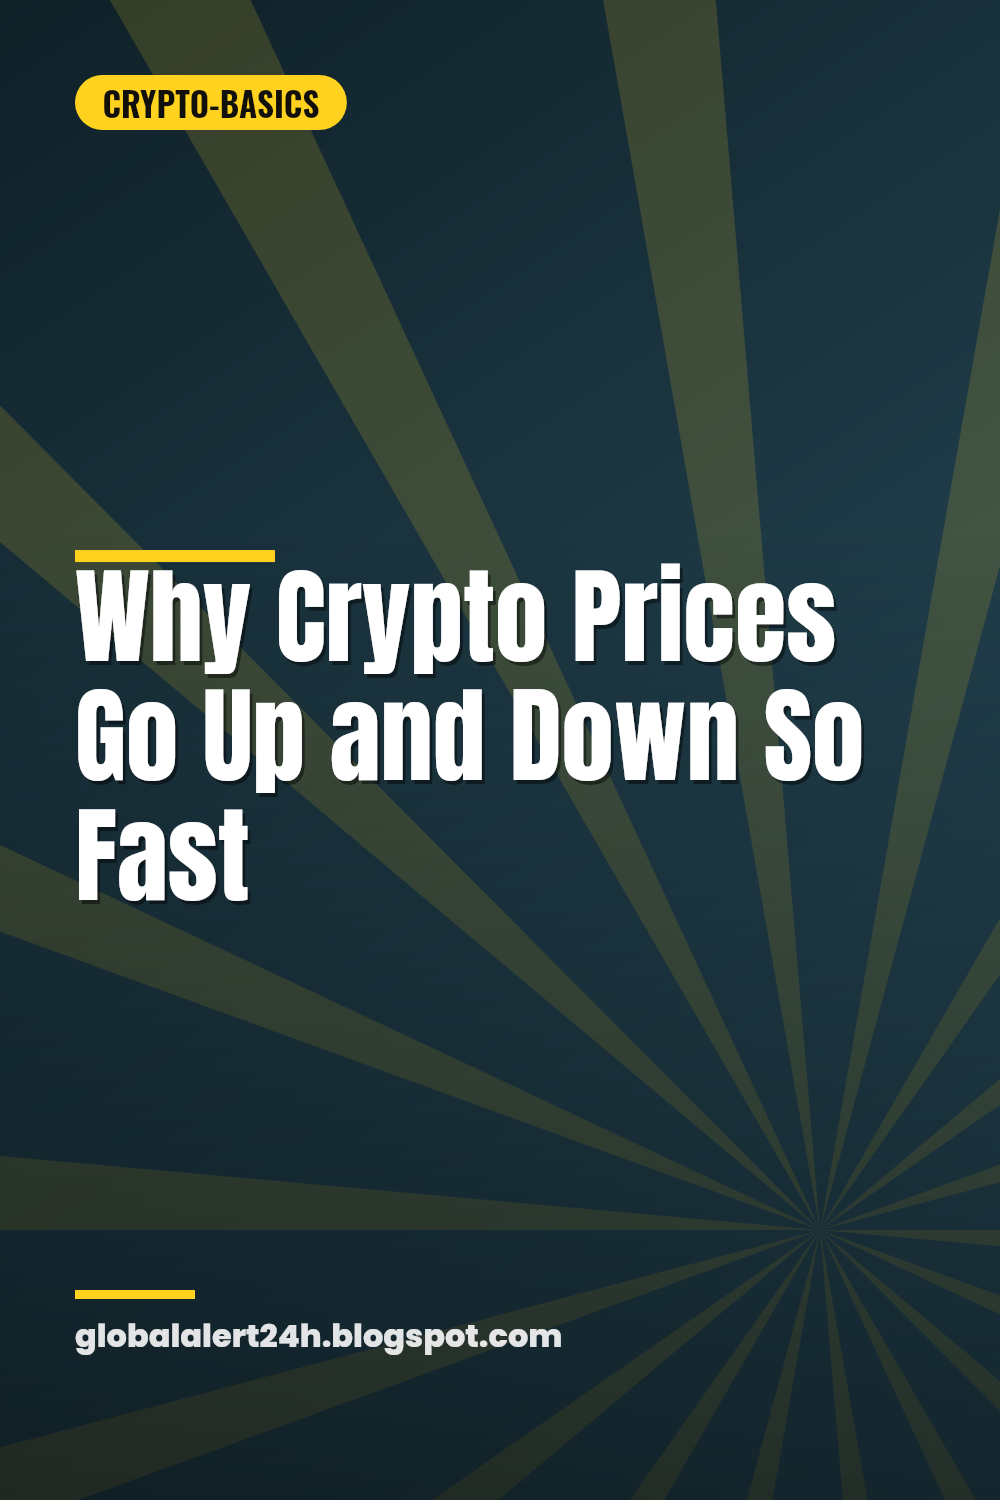 CRYPTO-BASICS
Why Crypto Prices
Go Up and Down So
Fast
globalalert24h.blogspot.com